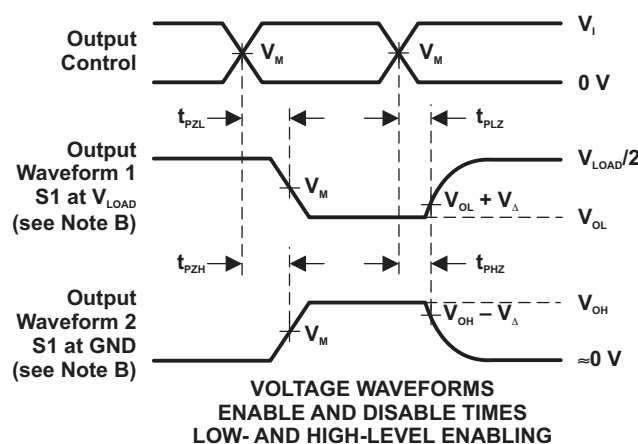 Output
Control
V_M
V_M
V_I
0 V
t_PZL
t_PLZ
Output
Waveform 1
S1 at V_LOAD
(see Note B)
V_M
V_LOAD/2
V_OL + V_Δ
V_OL
t_PZH
t_PHZ
Output
Waveform 2
S1 at GND
(see Note B)
V_M
V_OH
V_OH – V_Δ
≈0 V
VOLTAGE WAVEFORMS
ENABLE AND DISABLE TIMES
LOW- AND HIGH-LEVEL ENABLING